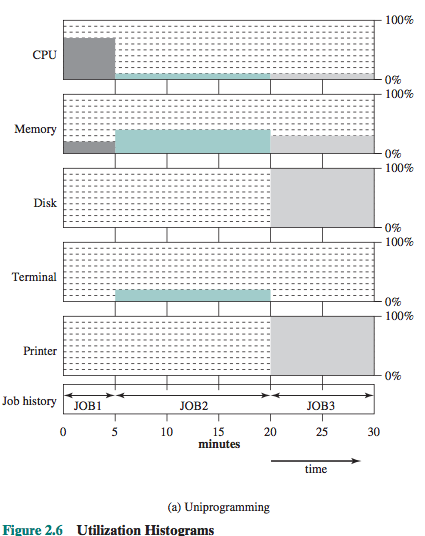 100%
CPU
0%
100%
Memory
0%
100%
Disk
0%
100%
Terminal
0%
100%
Printer
0%
Job history
JOB1 JOB2 JOB3
0 5 10 15 20 25 30
minutes
time
(a) Uniprogramming
Figure 2.6 Utilization Histograms